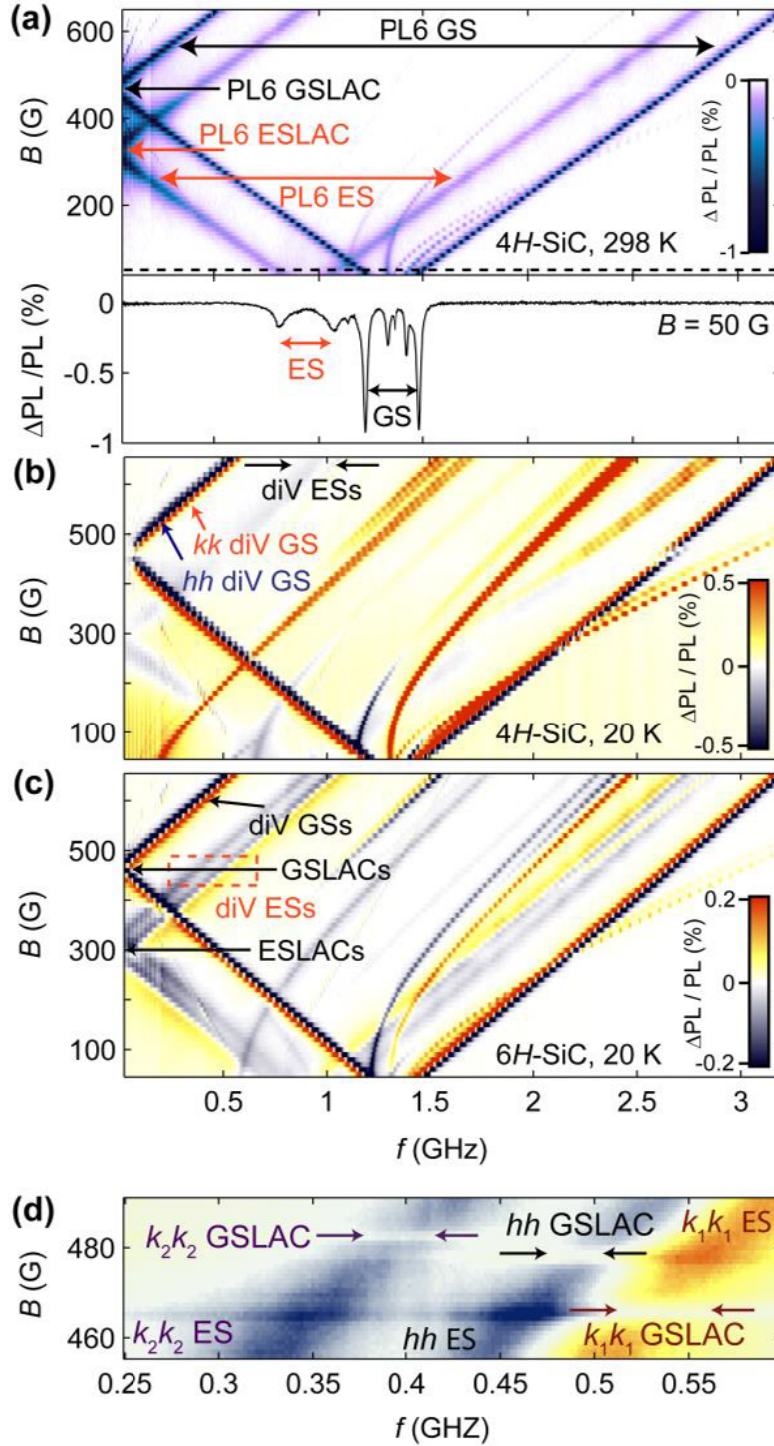 (a)
600
400
200
B (G)
PL6 GS
PL6 GSLAC
PL6 ESLAC
PL6 ES
4H-SiC, 298 K
0
-1
Δ PL / PL (%)
0
-0.5
-1
ΔPL /PL (%)
B = 50 G
ES
GS
(b)
500
300
100
B (G)
diV ESs
kk diV GS
hh diV GS
4H-SiC, 20 K
0.5
0
-0.5
ΔPL / PL (%)
(c)
500
300
100
B (G)
diV GSs
GSLACs
diV ESs
ESLACs
6H-SiC, 20 K
0.2
0
-0.2
ΔPL / PL (%)
0.5 1 1.5 2 2.5 3
f (GHz)
(d)
480
460
B (G)
k₂k₂ GSLAC
hh GSLAC
k₁k₁ ES
k₂k₂ ES
hh ES
k₁k₁ GSLAC
0.25 0.3 0.35 0.4 0.45 0.5 0.55
f (GHZ)